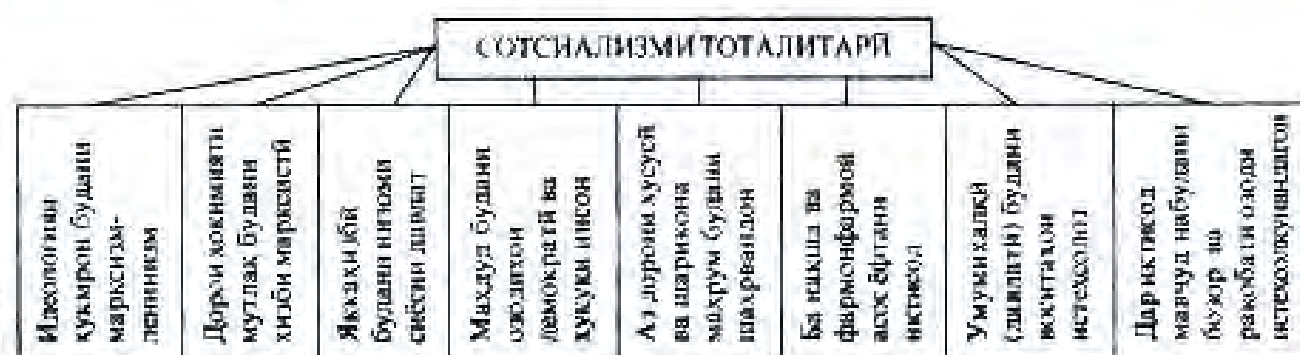 СОТСИАЛИЗМИ ТОТАЛИТАРӢ
Идеологияи
ҳукмрон будани
марксизм-
ленинизм
Дорои ҳокимияти
мутлақ будани
ҳизби марксистӣ
Якҳизбӣ
будани низоми
сиёсии давлат
Маҳдуд будани
озодиҳои
демократӣ ва
ҳуқуқи инсон
Аз дорои хусусӣ
ва шарикона
маҳрум будани
шаҳрвандон
Ба нақша ва
фармонфармоӣ
асос ёфтани
иқтисод
Умумихалқӣ
(давлатӣ) будани
воситаҳои
истеҳсолот
Дар иқтисод
мавҷуд набудани
бозор ва
рақобати озоди
истеҳсолкунандагон